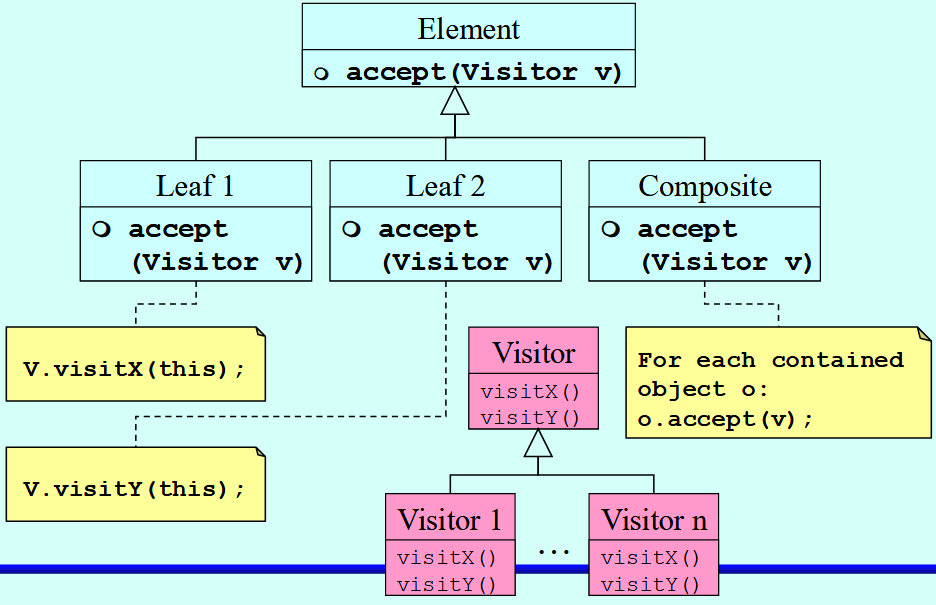 Element
accept(Visitor v)
Leaf 1
accept
(Visitor v)
Leaf 2
accept
(Visitor v)
Composite
accept
(Visitor v)
V.visitX(this);
V.visitY(this);
Visitor
visitX()
visitY()
For each contained
object o:
o.accept(v);
Visitor 1
visitX()
visitY()
...
Visitor n
visitX()
visitY()